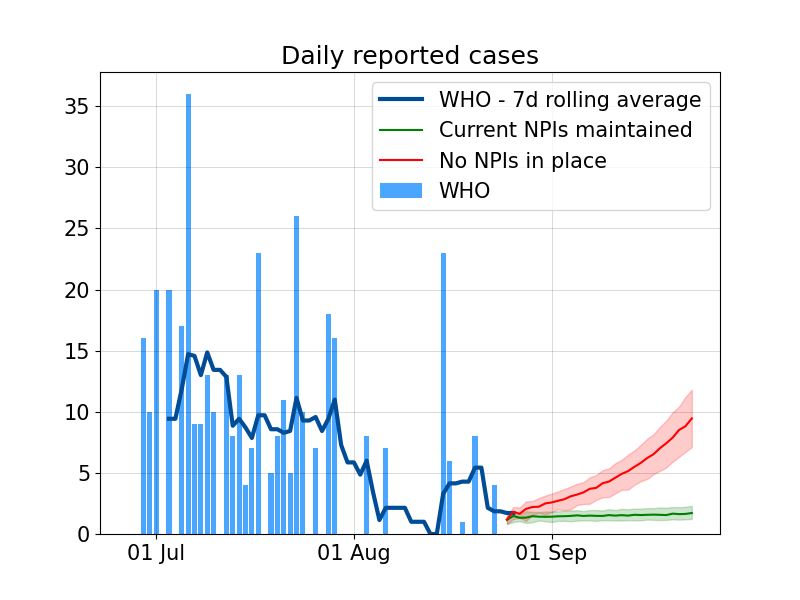 Daily reported cases
WHO - 7d rolling average
Current NPIs maintained
No NPIs in place
WHO
35
30
25
20
15
10
5
0
01 Jul
01 Aug
01 Sep